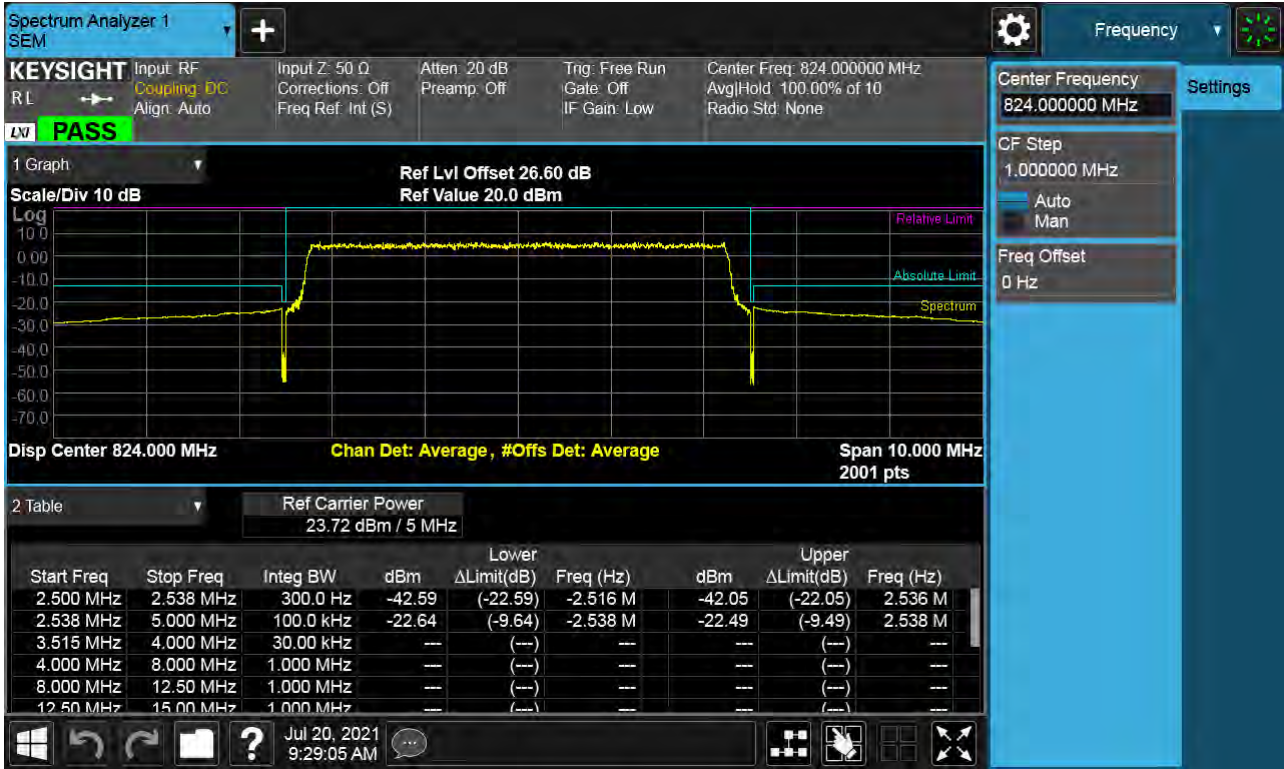 Spectrum Analyzer 1
SEM
+
Frequency
KEYSIGHT
R L
LXI
PASS
Input: RF
Coupling: DC
Align: Auto
Input Z: 50 Ω
Corrections: Off
Freq Ref: Int (S)
Atten: 20 dB
Preamp: Off
Trig: Free Run
Gate: Off
IF Gain: Low
Center Freq: 824.000000 MHz
Avg|Hold: 100.00% of 10
Radio Std: None
Center Frequency
824.000000 MHz
Settings
CF Step
1.000000 MHz
Auto
Man
Freq Offset
0 Hz
1 Graph
Scale/Div 10 dB
Ref Lvl Offset 26.60 dB
Ref Value 20.0 dBm
Log
10.0
0.00
-10.0
-20.0
-30.0
-40.0
-50.0
-60.0
-70.0
Relative Limit
Absolute Limit
Spectrum
Disp Center 824.000 MHz
Chan Det: Average , #Offs Det: Average
Span 10.000 MHz
2001 pts
2 Table
Ref Carrier Power
23.72 dBm / 5 MHz
Lower Upper
Start Freq Stop Freq Integ BW dBm ΔLimit(dB) Freq (Hz) dBm ΔLimit(dB) Freq (Hz)
2.500 MHz 2.538 MHz 300.0 Hz -42.59 (-22.59) -2.516 M -42.05 (-22.05) 2.536 M
2.538 MHz 5.000 MHz 100.0 kHz -22.64 (-9.64) -2.538 M -22.49 (-9.49) 2.538 M
3.515 MHz 4.000 MHz 30.00 kHz --- (---) --- --- (---) ---
4.000 MHz 8.000 MHz 1.000 MHz --- (---) --- --- (---) ---
8.000 MHz 12.50 MHz 1.000 MHz --- (---) --- --- (---) ---
12.50 MHz 15.00 MHz 1.000 MHz --- (---) --- --- (---) ---
?
Jul 20, 2021
9:29:05 AM